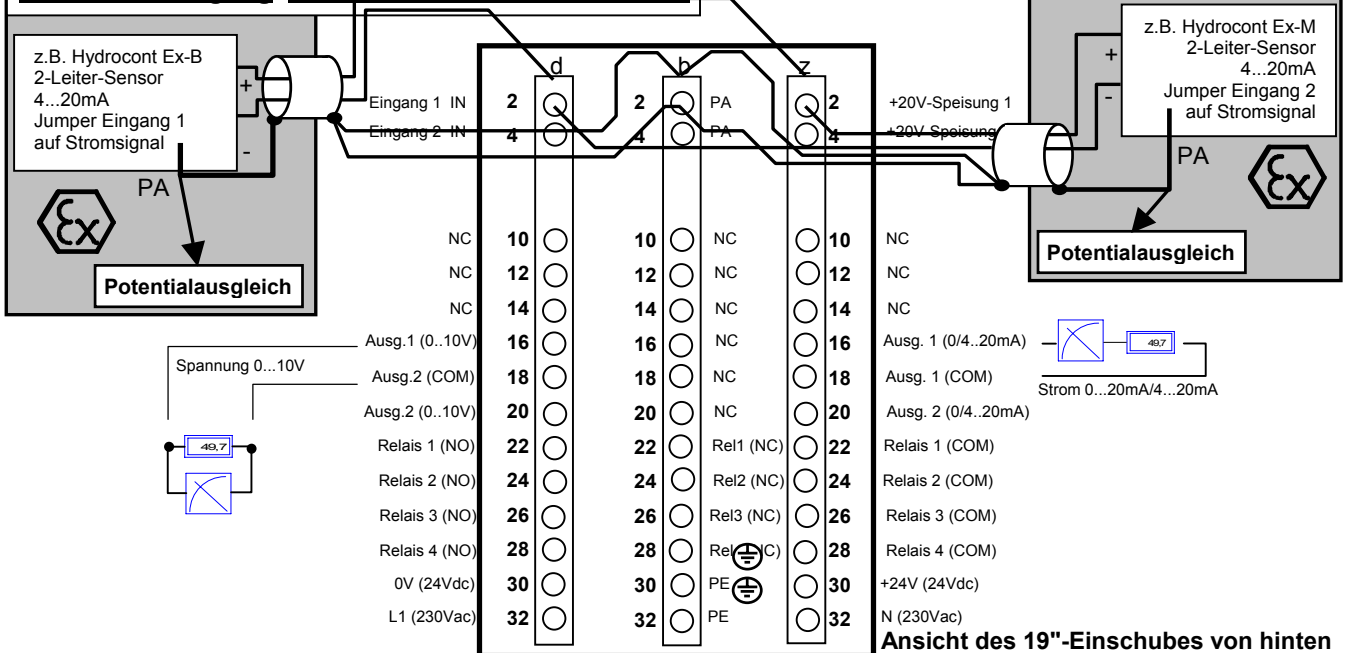 z.B. Hydrocont Ex-B
2-Leiter-Sensor
4...20mA
Jumper Eingang 1
auf Stromsignal
+
-
PA
Ex
Potentialausgleich
z.B. Hydrocont Ex-M
2-Leiter-Sensor
4...20mA
Jumper Eingang 2
auf Stromsignal
+
-
PA
Ex
Potentialausgleich
d b z
Eingang 1 IN 2 2 PA 2 +20V-Speisung 1
Eingang 2 IN 4 4 PA 4 +20V-Speisung
NC 10 10 NC 10 NC
NC 12 12 NC 12 NC
NC 14 14 NC 14 NC
Ausg.1 (0..10V) 16 16 NC 16 Ausg. 1 (0/4..20mA)
Ausg.2 (COM) 18 18 NC 18 Ausg. 1 (COM)
Ausg.2 (0..10V) 20 20 NC 20 Ausg. 2 (0/4..20mA)
Relais 1 (NO) 22 22 Rel1 (NC) 22 Relais 1 (COM)
Relais 2 (NO) 24 24 Rel2 (NC) 24 Relais 2 (COM)
Relais 3 (NO) 26 26 Rel3 (NC) 26 Relais 3 (COM)
Relais 4 (NO) 28 28 28 Relais 4 (COM)
0V (24Vdc) 30 30 PE 30 +24V (24Vdc)
L1 (230Vac) 32 32 PE 32 N (230Vac)
Spannung 0...10V
49,7
49,7
Strom 0...20mA/4...20mA
Ansicht des 19"-Einschubes von hinten